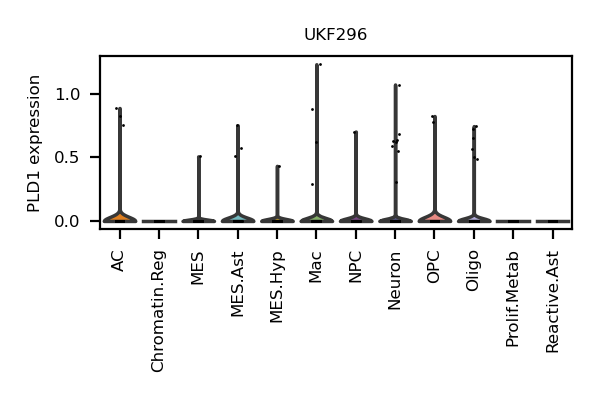 UKF296
PLD1 expression
1.0
0.5
0.0
AC
Chromatin.Reg
MES
MES.Ast
MES.Hyp
Mac
NPC
Neuron
OPC
Oligo
Prolif.Metab
Reactive.Ast